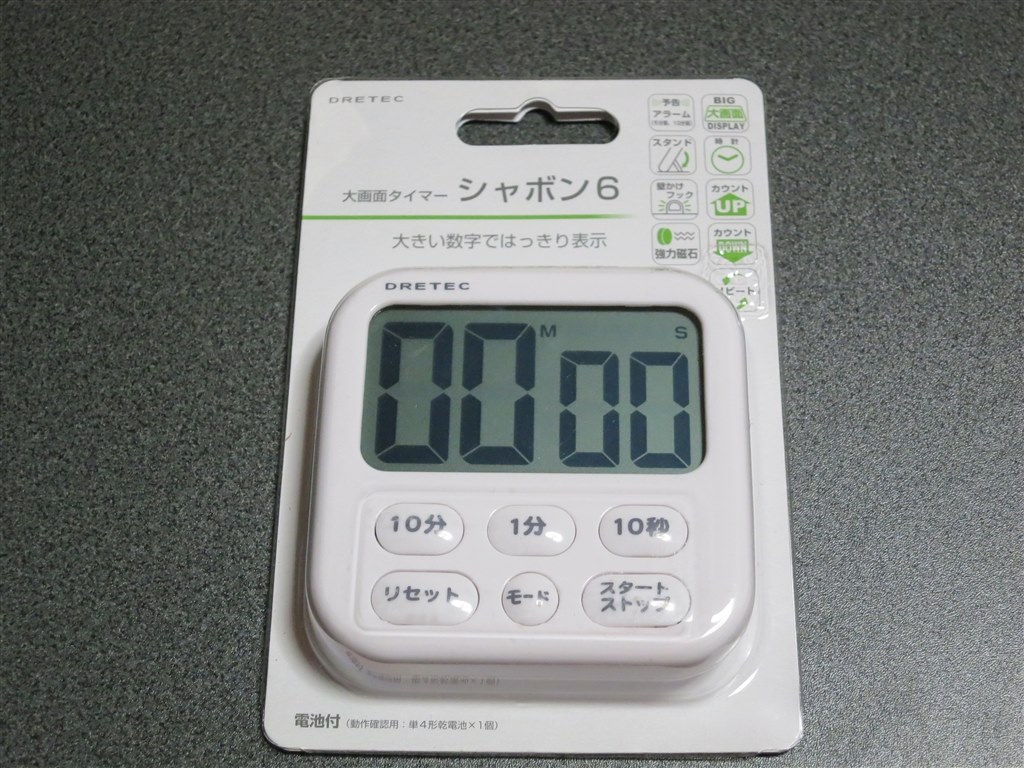 DRETEC
予告
アラーム
BIG
大画面
DISPLAY
スタンド
時計
大画面タイマー シャボン6
壁かけ
フック
カウント
UP
大きい数字ではっきり表示
強力磁石
カウント
DOWN
リピート
DRETEC
00 M 00 S
10分 1分 10秒
リセット モード スタート
ストップ
電池付 (動作確認用:単4形乾電池×1個)